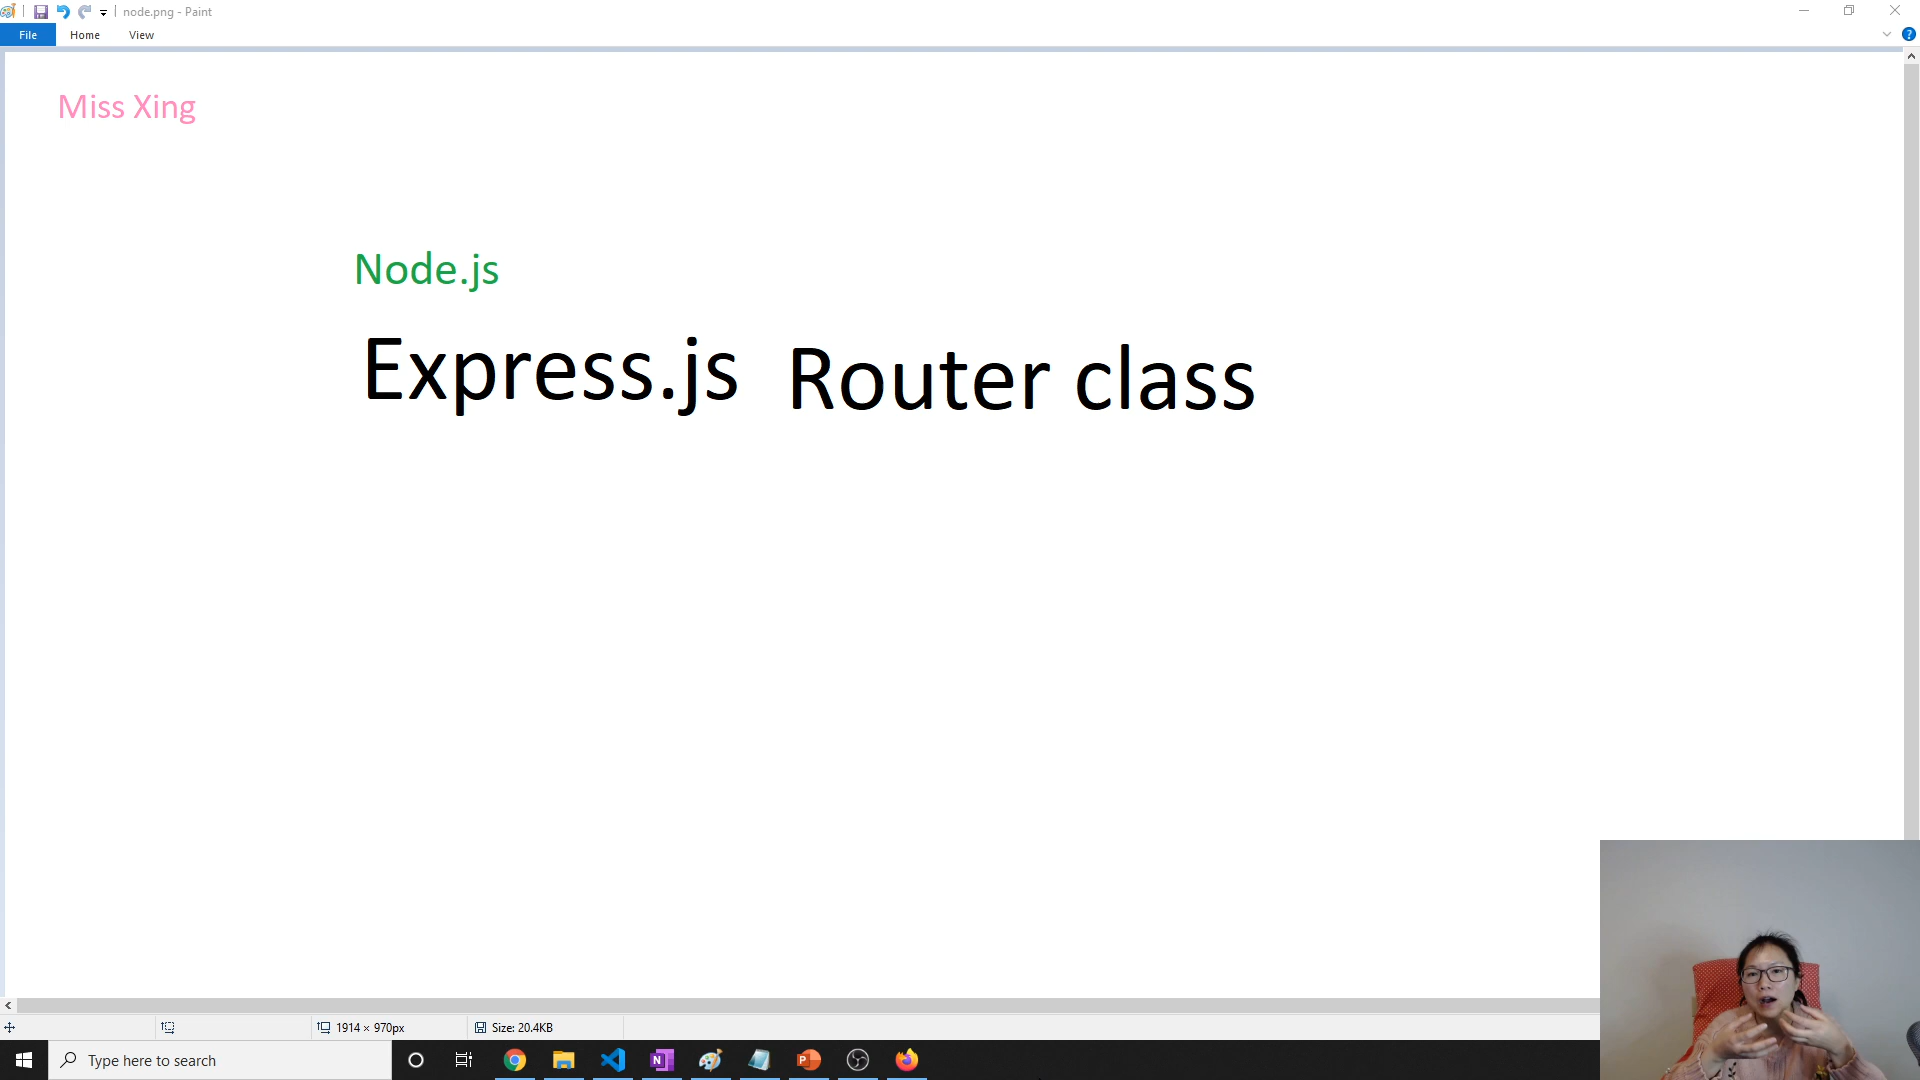 node.png - Paint
File Home View
Miss Xing
Node.js
Express.js Router class
1914 × 970px Size: 20.4KB
Type here to search